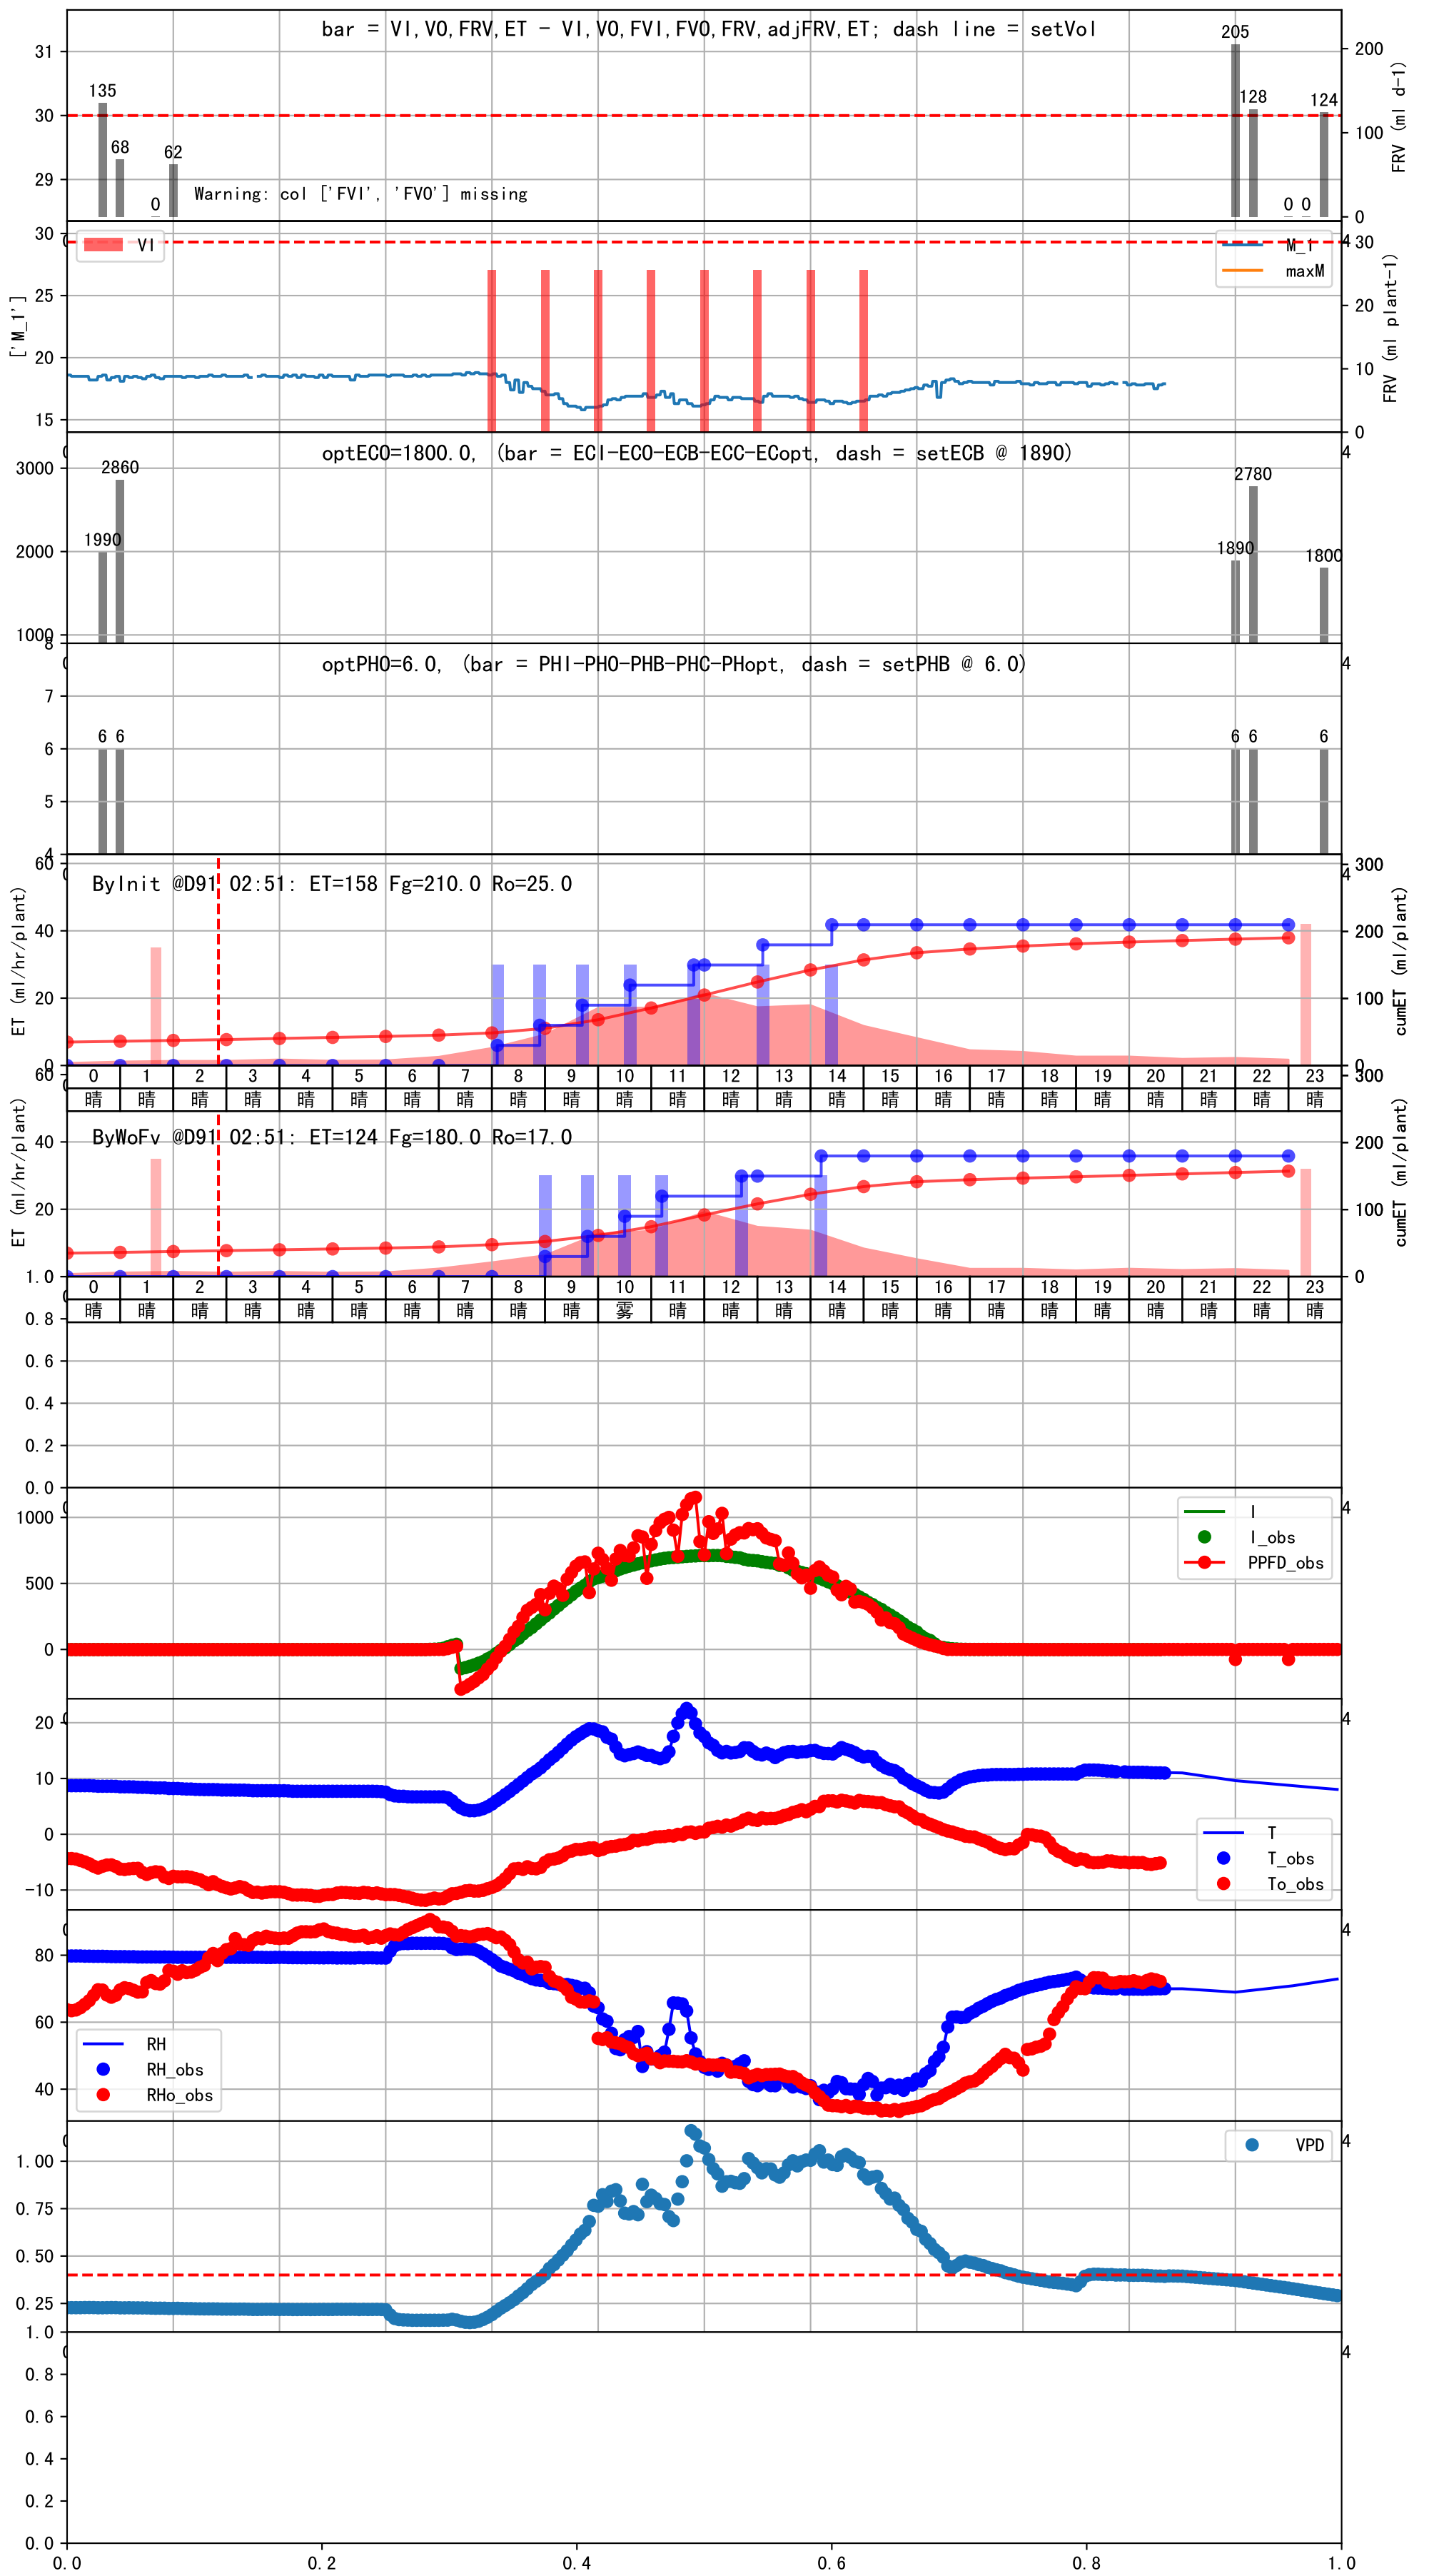 bar = VI,VO,FRV,ET - VI,VO,FVI,FVO,FRV,adjFRV,ET; dash line = setVol
31
30
29
135
68
0
62
Warning: col ['FVI', 'FVO'] missing
205
128
0
0
124
200
100
0
FRV (ml d-1)
30
25
20
15
['M_1']
VI
M_1
maxM
4
30
20
10
0
FRV (ml plant-1)
optECO=1800.0, (bar = ECI-ECO-ECB-ECC-ECopt, dash = setECB @ 1890)
4
3000
2000
1000
1990
2860
1890
2780
1800
optPHO=6.0, (bar = PHI-PHO-PHB-PHC-PHopt, dash = setPHB @ 6.0)
4
8
7
6
5
4
6
6
6
6
6
ByInit @D91 02:51: ET=158 Fg=210.0 Ro=25.0
4
60
40
20
0
ET (ml/hr/plant)
300
200
100
0
cumET (ml/plant)
0 1 2 3 4 5 6 7 8 9 10 11 12 13 14 15 16 17 18 19 20 21 22 23
晴 晴 晴 晴 晴 晴 晴 晴 晴 晴 晴 晴 晴 晴 晴 晴 晴 晴 晴 晴 晴 晴 晴 晴
ByWoFv @D91 02:51: ET=124 Fg=180.0 Ro=17.0
60
40
20
ET (ml/hr/plant)
300
200
100
0
cumET (ml/plant)
0 1 2 3 4 5 6 7 8 9 10 11 12 13 14 15 16 17 18 19 20 21 22 23
晴 晴 晴 晴 晴 晴 晴 晴 晴 晴 雾 晴 晴 晴 晴 晴 晴 晴 晴 晴 晴 晴 晴 晴
1.0
0.8
0.6
0.4
0.2
0.0
1000
500
0
I
I_obs
PPFD_obs
4
20
10
0
-10
T
T_obs
To_obs
4
80
60
40
RH
RH_obs
RHo_obs
4
1.00
0.75
0.50
0.25
VPD
4
1.0
0.8
0.6
0.4
0.2
0.0
4
0.0 0.2 0.4 0.6 0.8 1.0